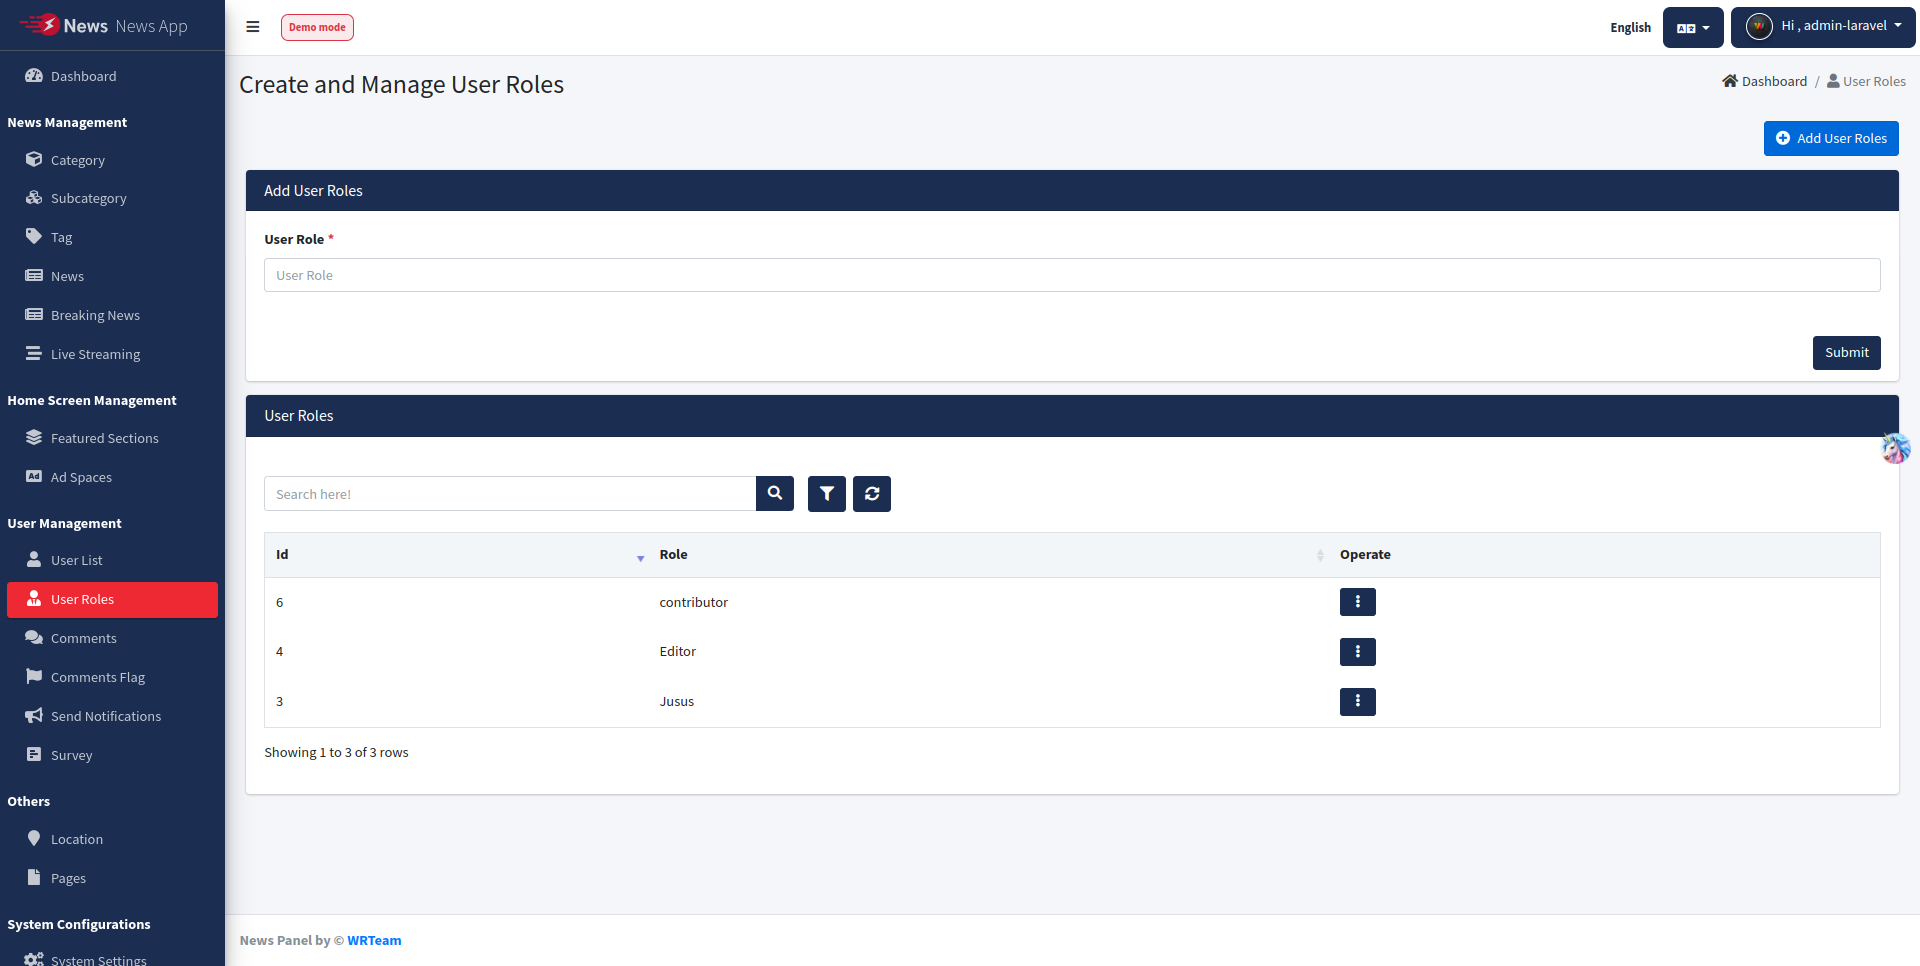 News News App
Demo mode
English
Hi , admin-laravel
Dashboard
News Management
Category
Subcategory
Tag
News
Breaking News
Live Streaming
Home Screen Management
Featured Sections
Ad Spaces
User Management
User List
User Roles
Comments
Comments Flag
Send Notifications
Survey
Others
Location
Pages
System Configurations
System Settings
Create and Manage User Roles
Dashboard / User Roles
Add User Roles
Add User Roles
User Role *
User Role
Submit
User Roles
Search here!
Id Role Operate
6 contributor
4 Editor
3 Jusus
Showing 1 to 3 of 3 rows
News Panel by © WRTeam